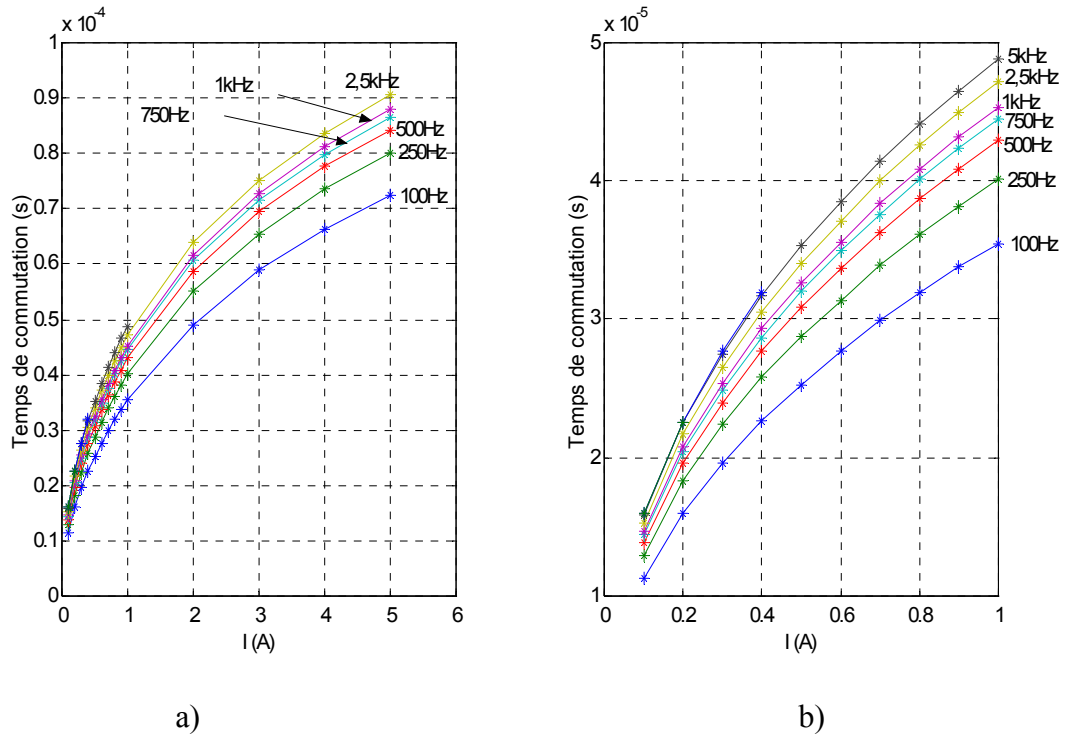 x 10-4
1
0.9
0.8
0.7
0.6
0.5
0.4
0.3
0.2
0.1
0
0 1 2 3 4 5 6
Temps de commutation (s)
I (A)
1kHz
2,5kHz
750Hz
500Hz
250Hz
100Hz
a)
x 10-5
5
4
3
2
1
0 0.2 0.4 0.6 0.8 1
Temps de commutation (s)
I (A)
5kHz
2,5kHz
1kHz
750Hz
500Hz
250Hz
100Hz
b)